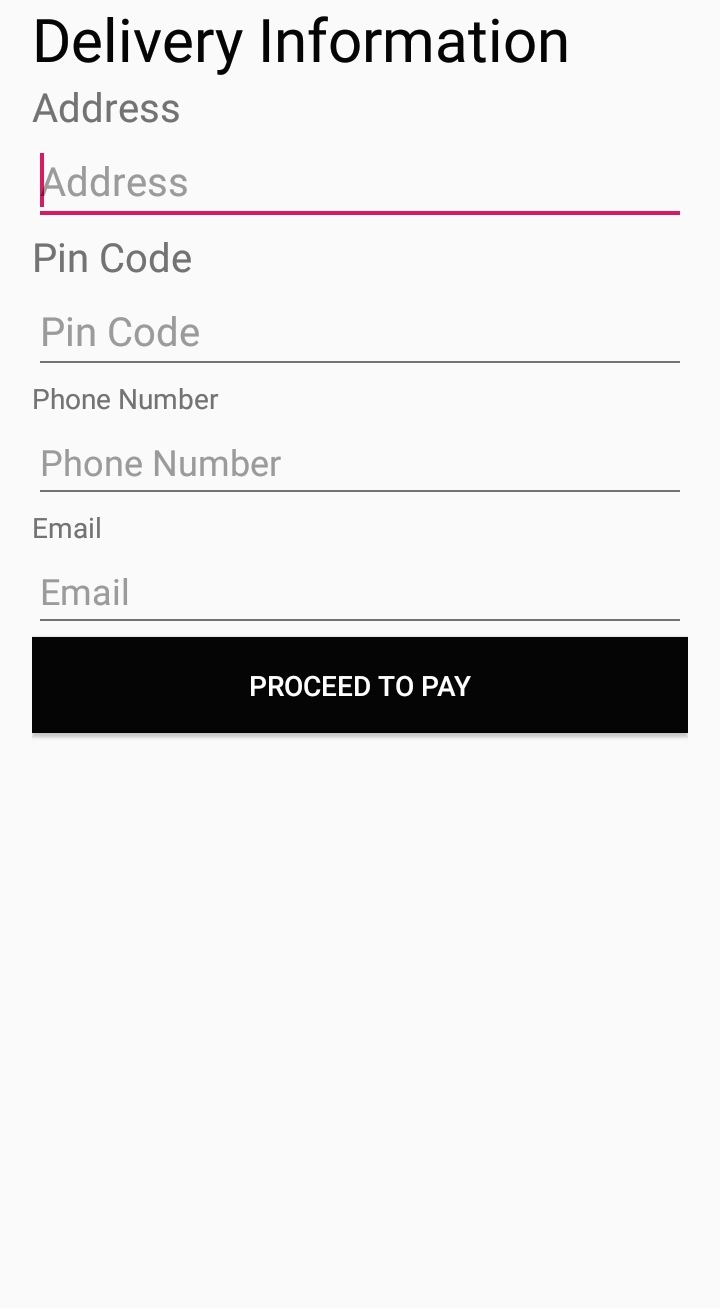 Delivery Information
Address
Address
Pin Code
Pin Code
Phone Number
Phone Number
Email
Email
PROCEED TO PAY